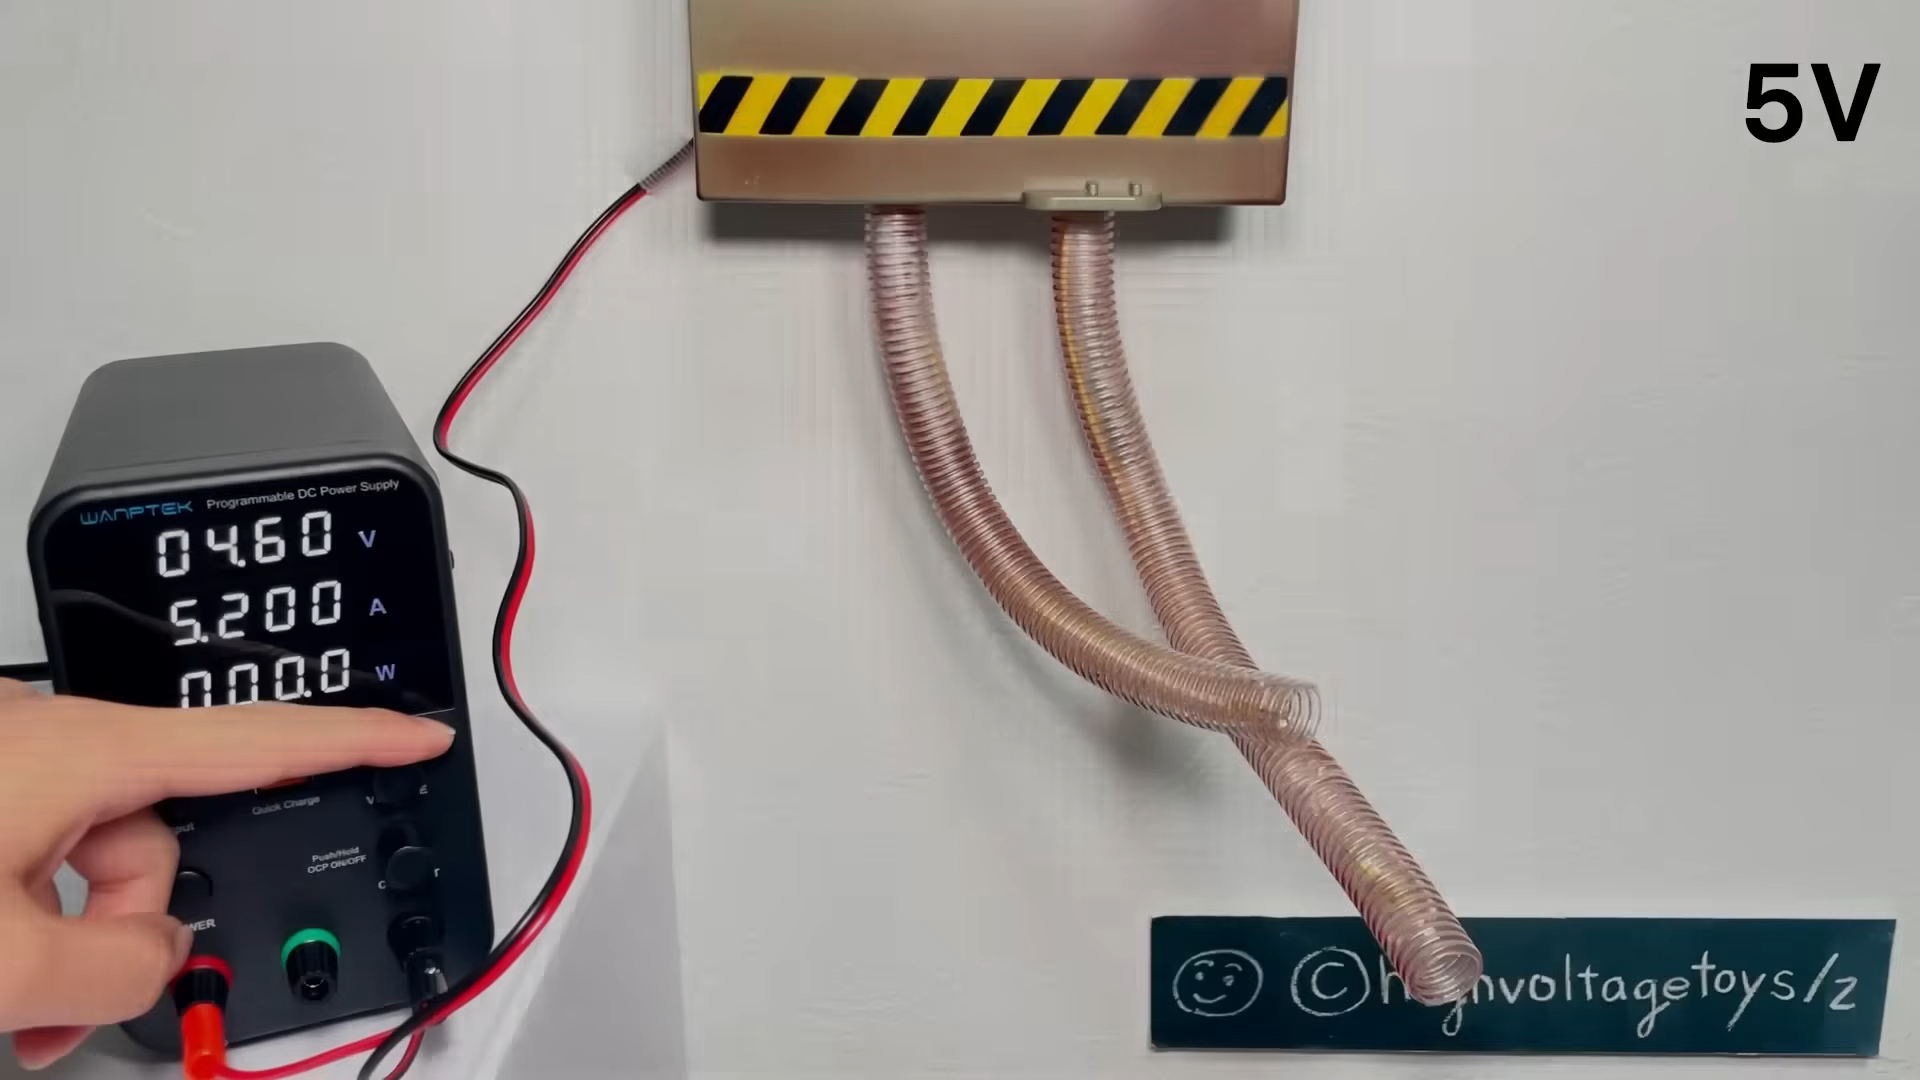 5V
WANPTEK Programmable DC Power Supply
04.60 V
5.200 A
000.0 W
Quick Charge
Push/Hold
OCP ON/OFF
©highvoltagetoys/2